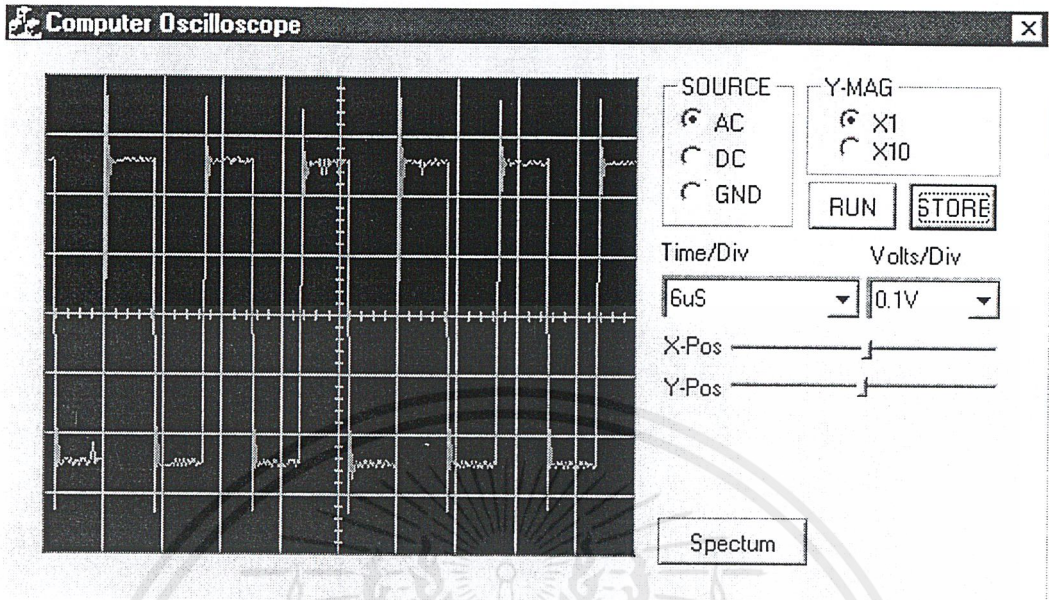 Computer Oscilloscope
SOURCE
AC
DC
GND
Y-MAG
X1
X10
RUN
STORE
Time/Div
Volts/Div
6uS
0.1V
X-Pos
Y-Pos
Spectum